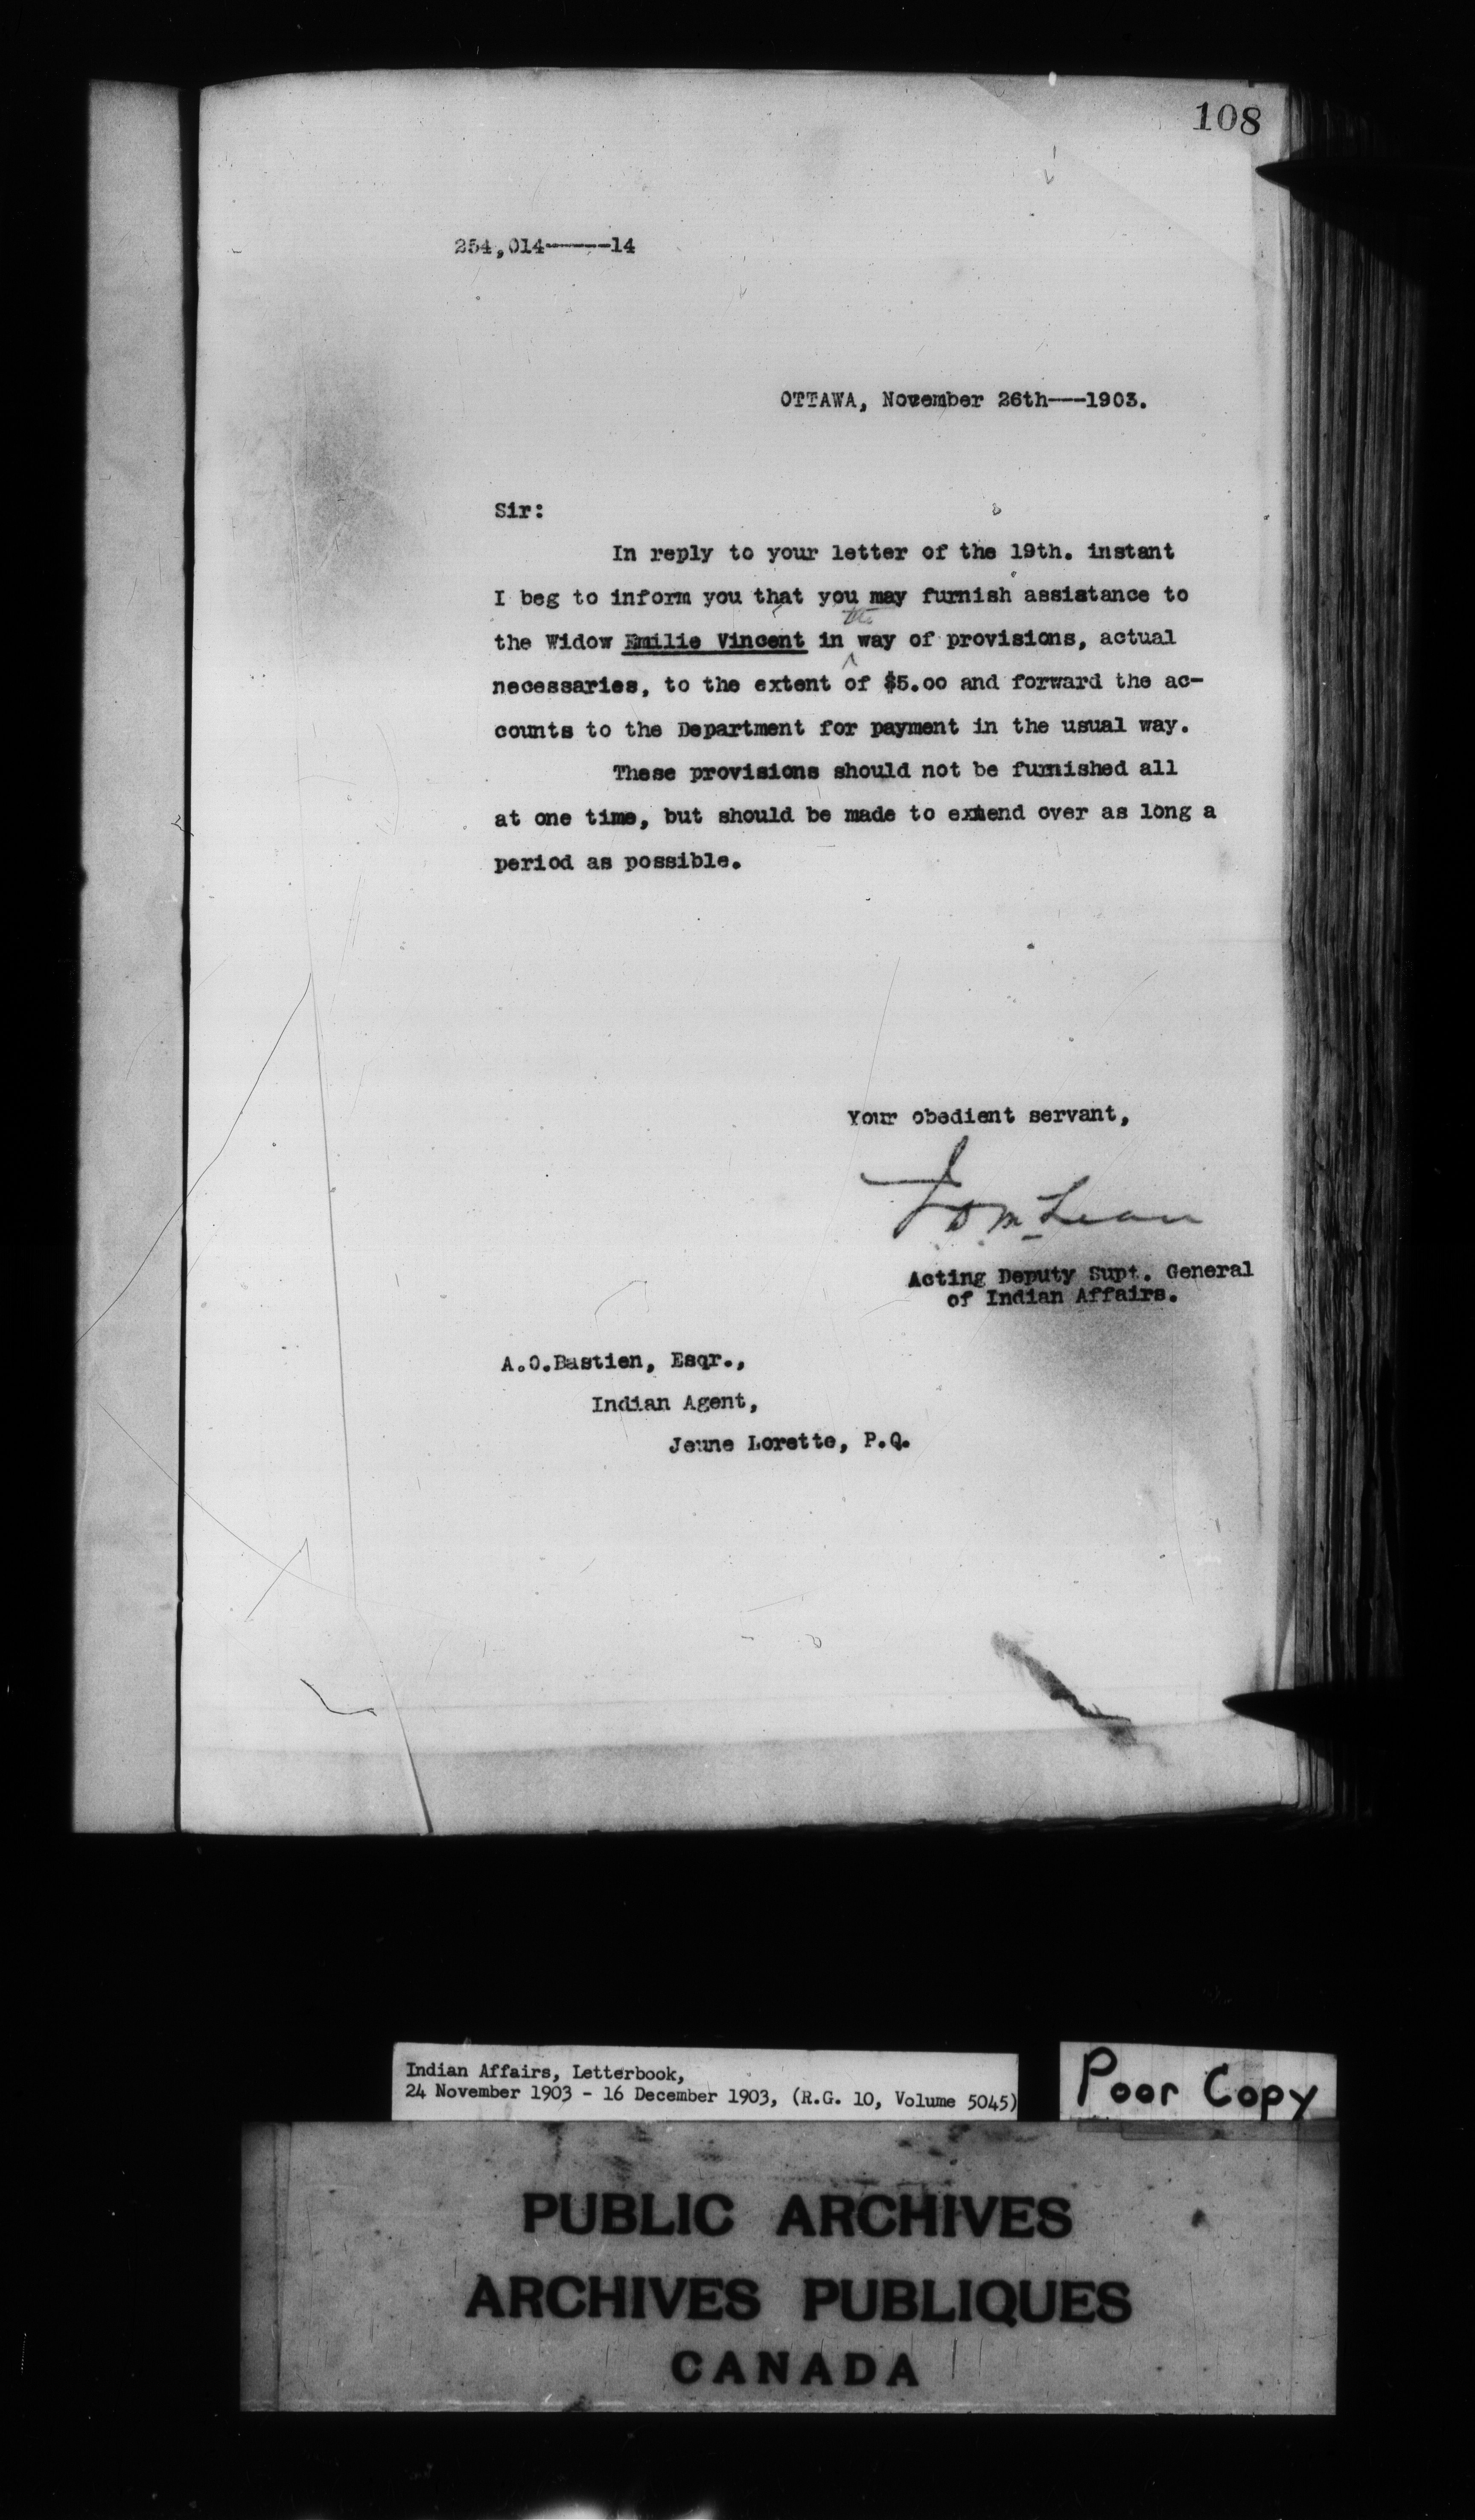 108
254,014-----14
OTTAWA, November 26th---1903.
Sir:
In reply to your letter of the 19th. instant
I beg to inform you that you may furnish assistance to
the Widow Emilie Vincent in the way of provisions, actual
necessaries, to the extent of $5.00 and forward the ac-
counts to the Department for payment in the usual way.
These provisions should not be furnished all
at one time, but should be made to extend over as long a
period as possible.
Your obedient servant,
J D McLean
Acting Deputy Supt. General
of Indian Affairs.
A.O.Bastien, Esqr.,
Indian Agent,
Jeune Lorette, P.Q.
Indian Affairs, Letterbook,
24 November 1903 - 16 December 1903, (R.G. 10, Volume 5045)
Poor Copy
PUBLIC ARCHIVES
ARCHIVES PUBLIQUES
CANADA